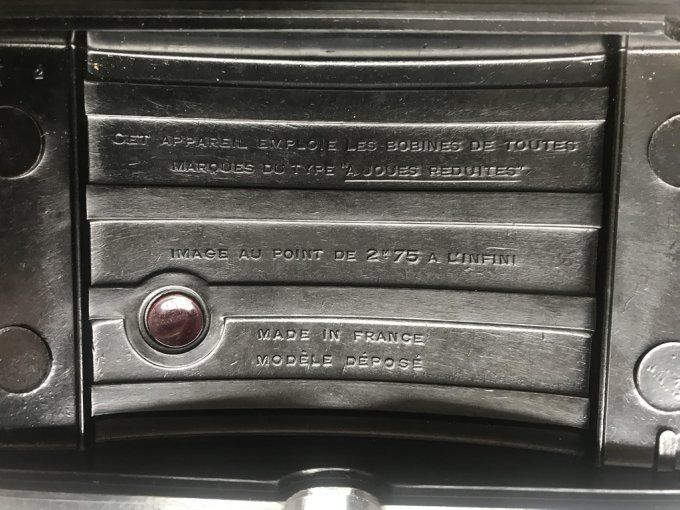 2
CET APPAREIL EMPLOIE LES BOBINES DE TOUTES
MARQUES DU TYPE "A JOUES REDUITES"
IMAGE AU POINT DE 2ᴹ75 A L'INFINI
MADE IN FRANCE
MODÈLE DÉPOSÉ